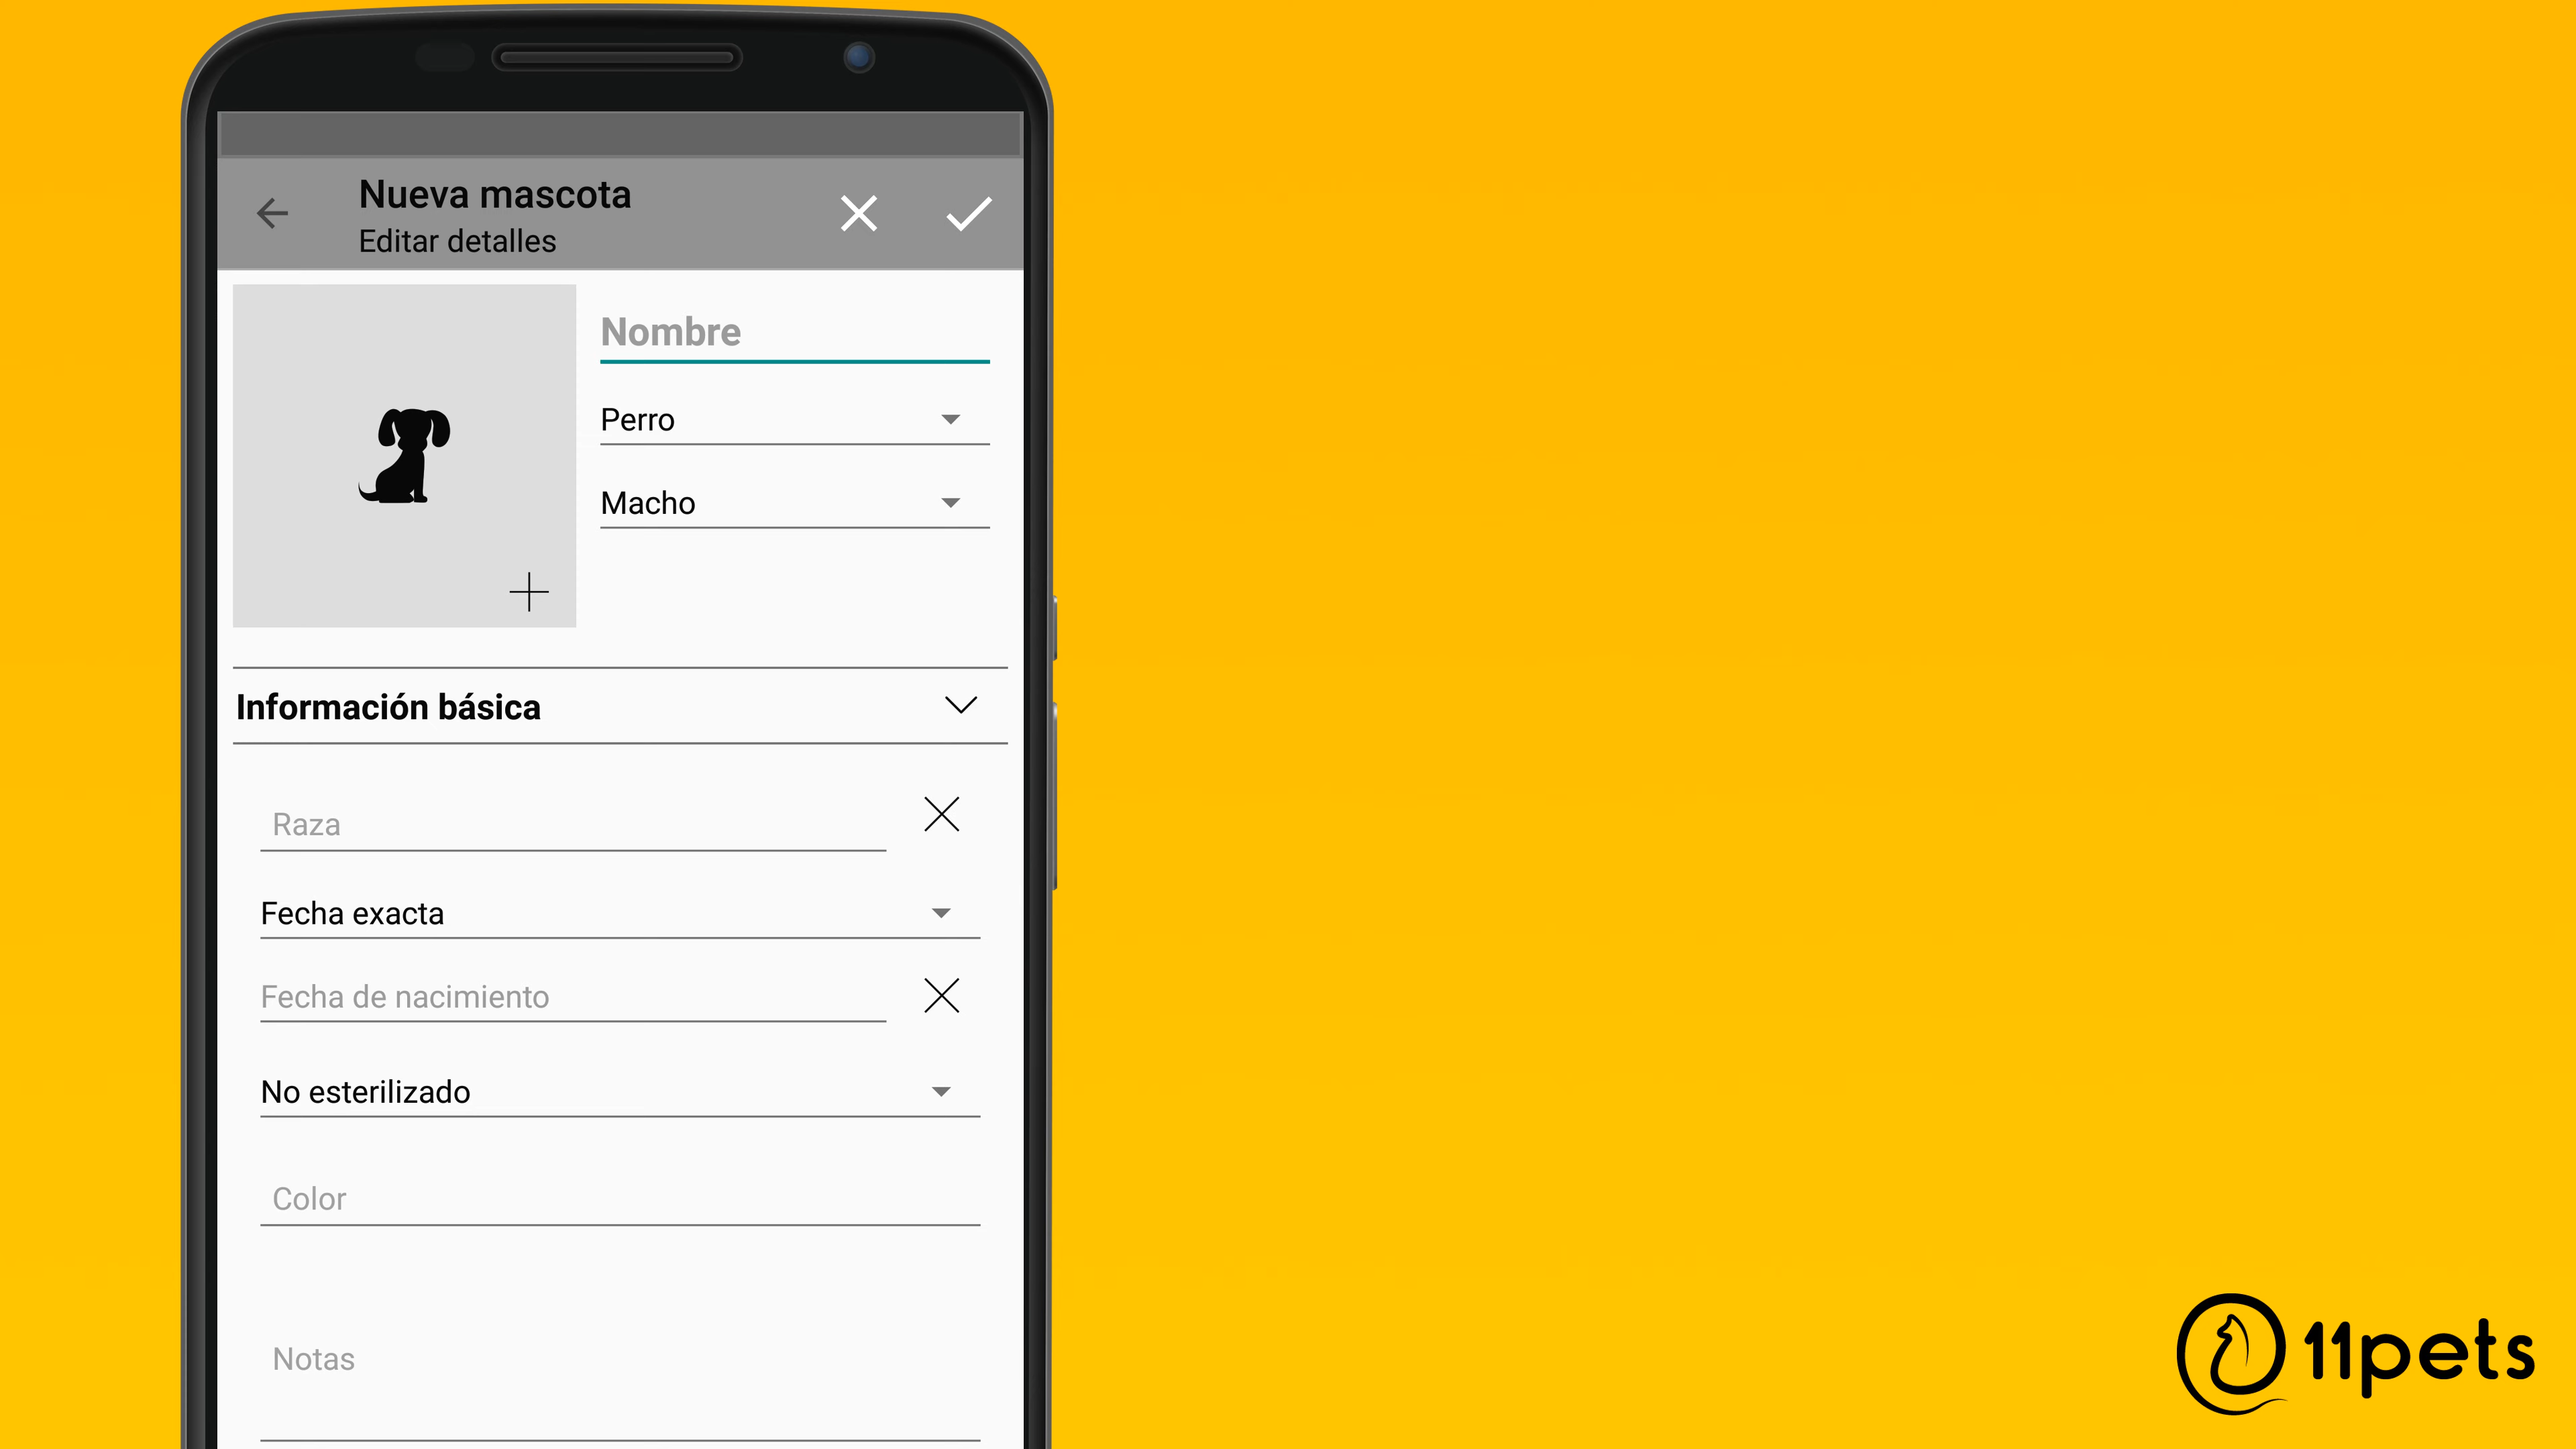 Nueva mascota
Editar detalles
Nombre
Perro
Macho
Información básica
Raza
Fecha exacta
Fecha de nacimiento
No esterilizado
Color
Notas
11pets